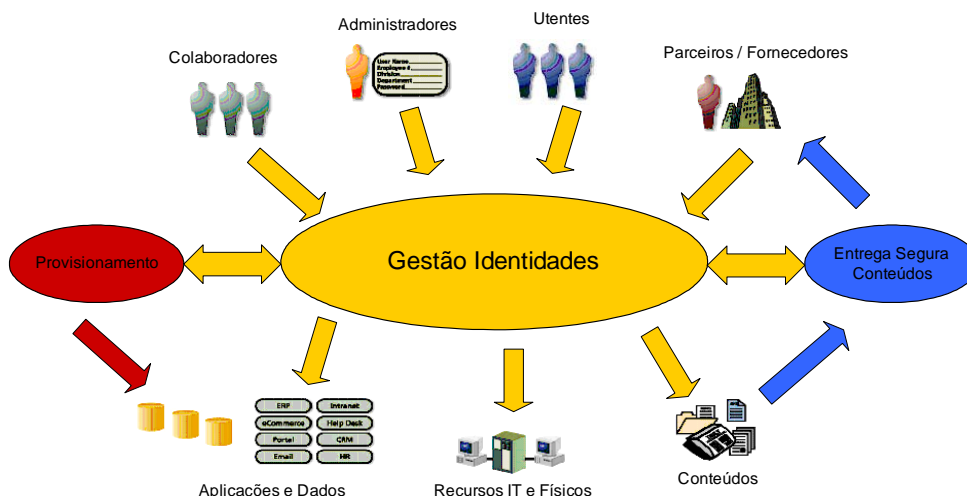 Administradores
Utentes
Colaboradores
Parceiros / Fornecedores
User Name
Employee #
Division
Department
Password
Gestão Identidades
Provisionamento
Entrega Segura
Conteúdos
ERP
Intranet
eCommerce
Help Desk
Portal
CRM
Email
HR
Conteúdos
Aplicações e Dados
Recursos IT e Físicos